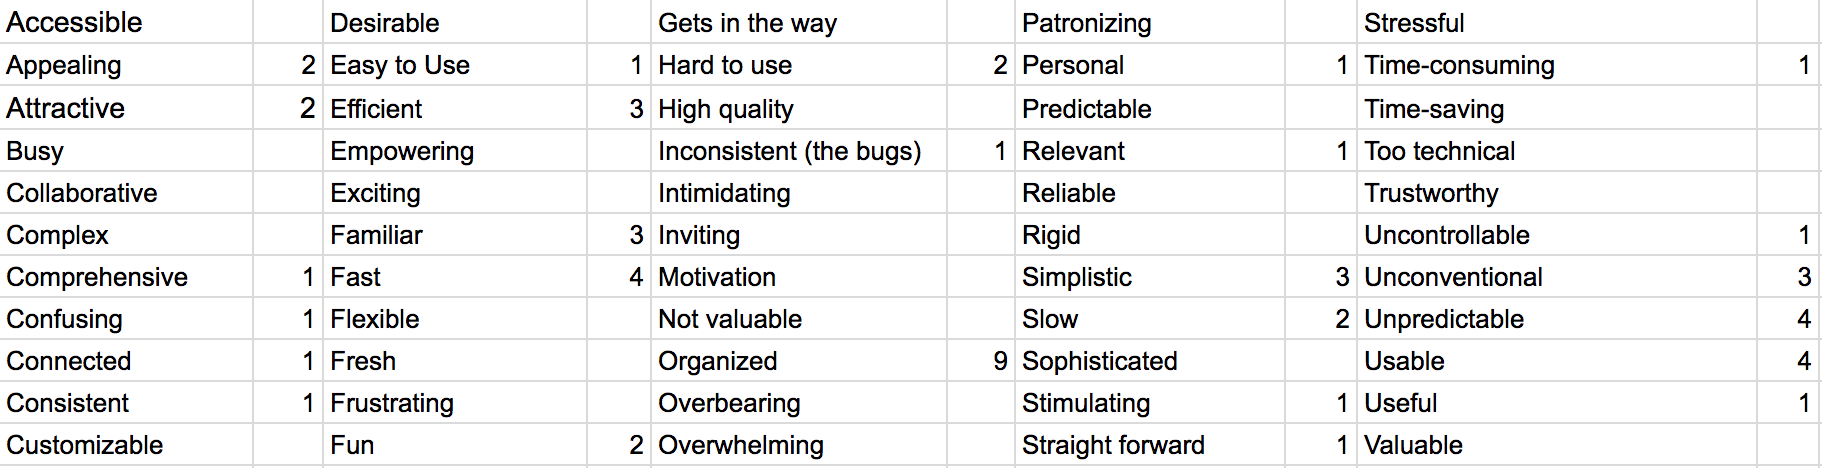 Accessible Desirable Gets in the way Patronizing Stressful
Appealing 2 Easy to Use 1 Hard to use 2 Personal 1 Time-consuming 1
Attractive 2 Efficient 3 High quality Predictable Time-saving
Busy Empowering Inconsistent (the bugs) 1 Relevant 1 Too technical
Collaborative Exciting Intimidating Reliable Trustworthy
Complex Familiar 3 Inviting Rigid Uncontrollable 1
Comprehensive 1 Fast 4 Motivation Simplistic 3 Unconventional 3
Confusing 1 Flexible Not valuable Slow 2 Unpredictable 4
Connected 1 Fresh Organized 9 Sophisticated Usable 4
Consistent 1 Frustrating Overbearing Stimulating 1 Useful 1
Customizable Fun 2 Overwhelming Straight forward 1 Valuable